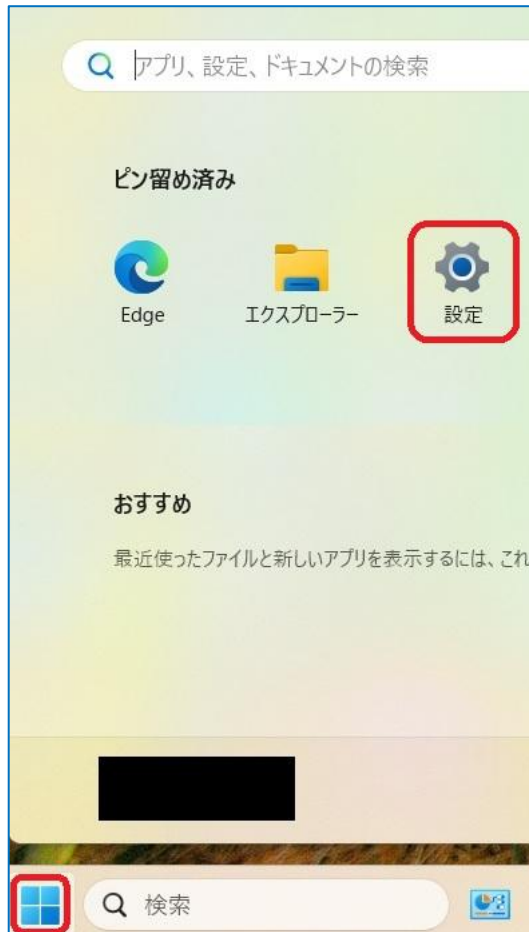 アプリ、設定、ドキュメントの検索
ピン留め済み
Edge
エクスプローラー
設定
おすすめ
最近使ったファイルと新しいアプリを表示するには、これ
検索